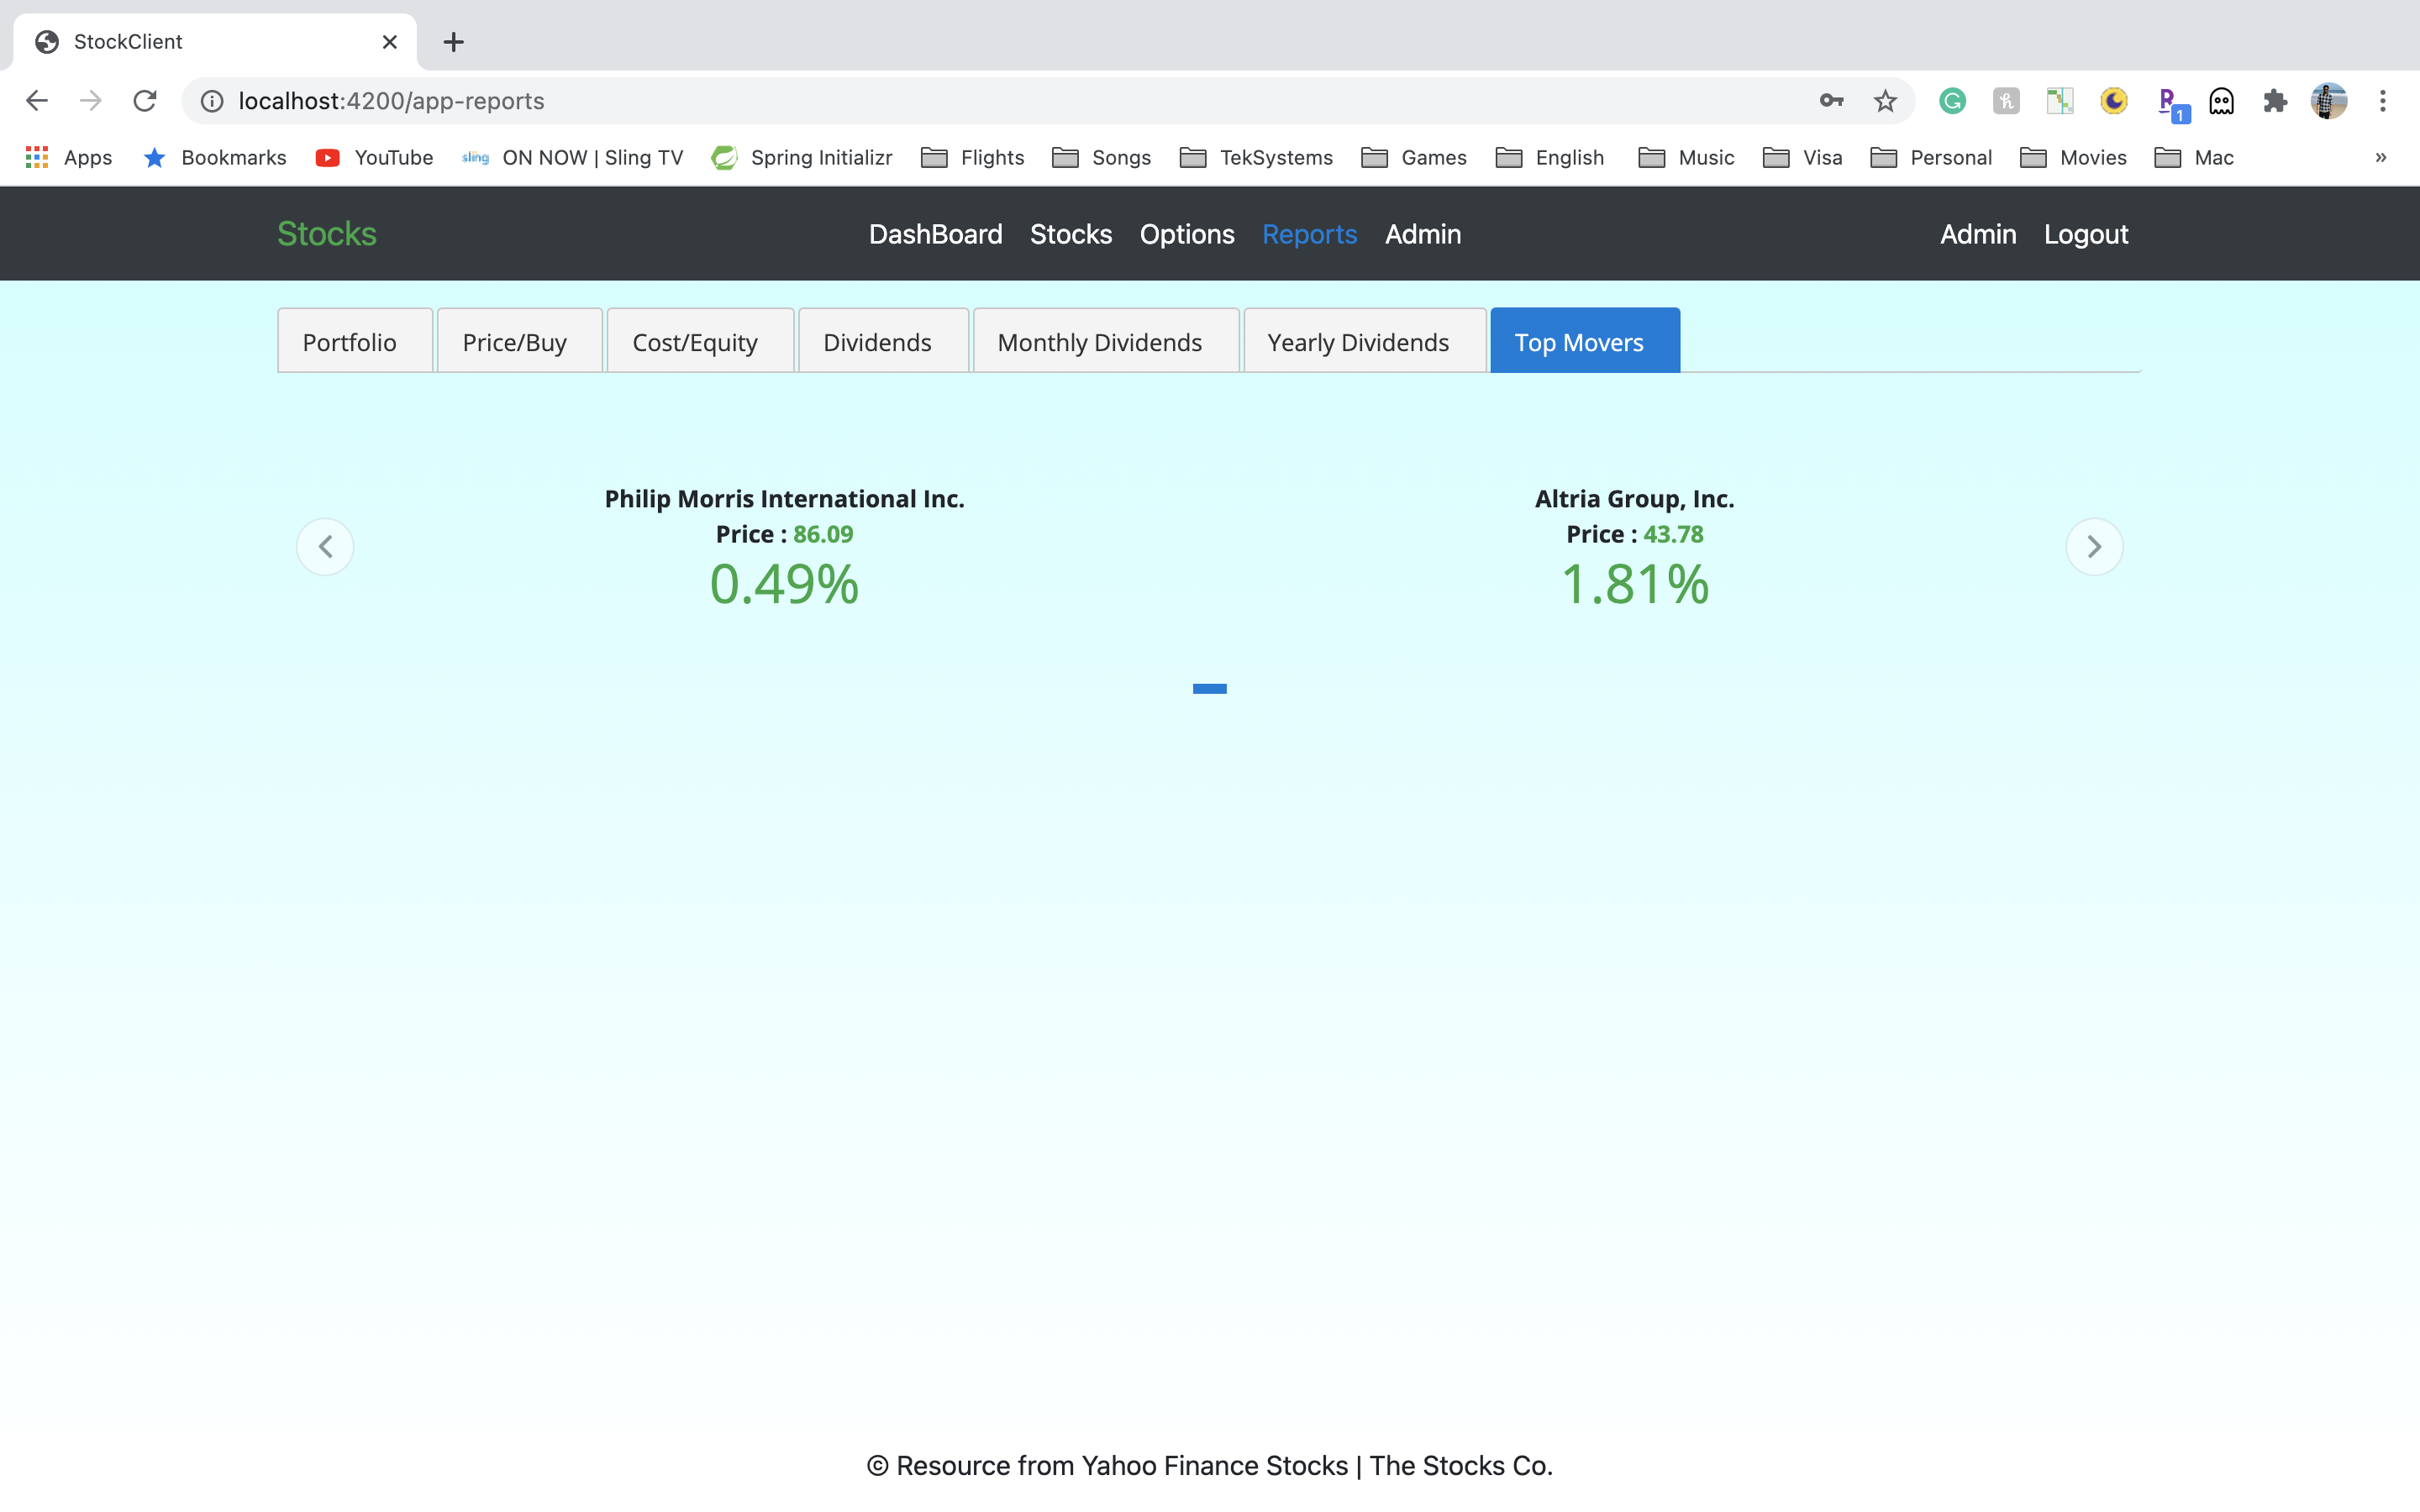 StockClient
localhost:4200/app-reports
1
Apps Bookmarks YouTube sling ON NOW | Sling TV Spring Initializr Flights Songs TekSystems Games English Music Visa Personal Movies Mac »
Stocks DashBoard Stocks Options Reports Admin Admin Logout
Portfolio Price/Buy Cost/Equity Dividends Monthly Dividends Yearly Dividends Top Movers
Philip Morris International Inc.
Price : 86.09
0.49%
Altria Group, Inc.
Price : 43.78
1.81%
© Resource from Yahoo Finance Stocks | The Stocks Co.